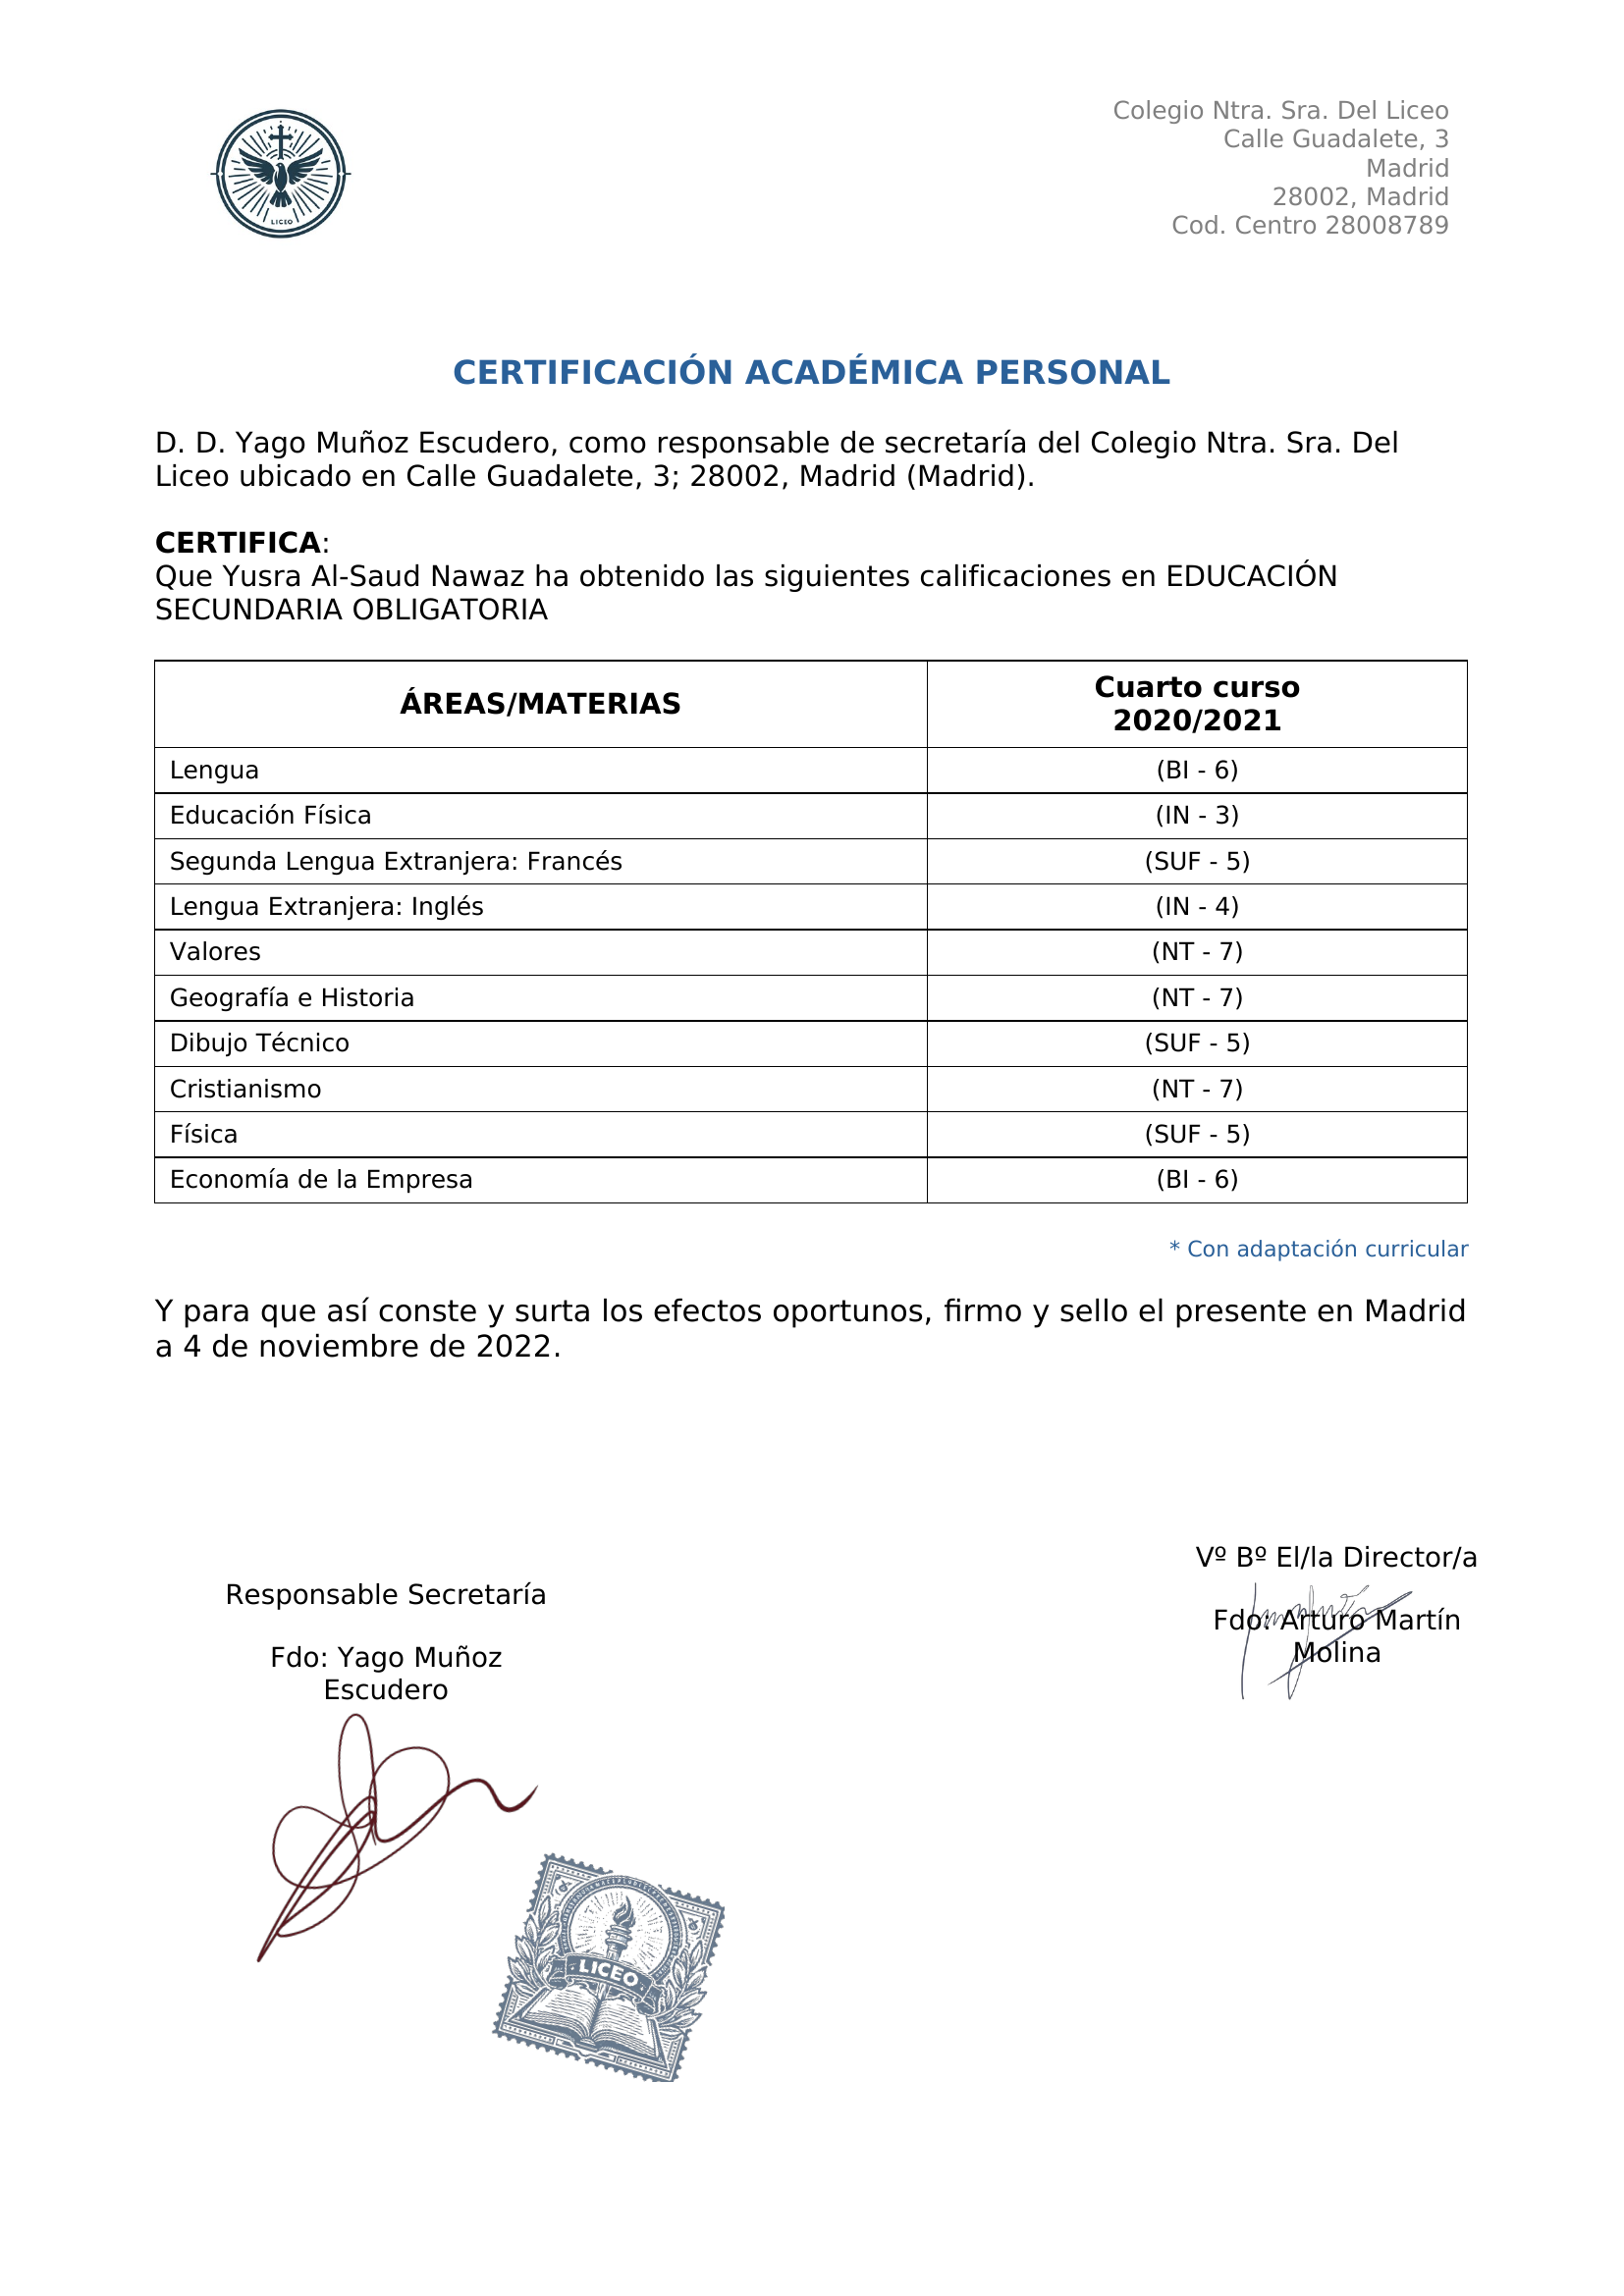 LICEO
Colegio Ntra. Sra. Del Liceo
Calle Guadalete, 3
Madrid
28002, Madrid
Cod. Centro 28008789
CERTIFICACIÓN ACADÉMICA PERSONAL
D. D. Yago Muñoz Escudero, como responsable de secretaría del Colegio Ntra. Sra. Del
Liceo ubicado en Calle Guadalete, 3; 28002, Madrid (Madrid).
CERTIFICA:
Que Yusra Al-Saud Nawaz ha obtenido las siguientes calificaciones en EDUCACIÓN
SECUNDARIA OBLIGATORIA
ÁREAS/MATERIAS Cuarto curso
2020/2021
Lengua (BI - 6)
Educación Física (IN - 3)
Segunda Lengua Extranjera: Francés (SUF - 5)
Lengua Extranjera: Inglés (IN - 4)
Valores (NT - 7)
Geografía e Historia (NT - 7)
Dibujo Técnico (SUF - 5)
Cristianismo (NT - 7)
Física (SUF - 5)
Economía de la Empresa (BI - 6)
* Con adaptación curricular
Y para que así conste y surta los efectos oportunos, firmo y sello el presente en Madrid
a 4 de noviembre de 2022.
Vº Bº El/la Director/a
Fdo: Arturo Martín
Molina
Responsable Secretaría
Fdo: Yago Muñoz
Escudero
LICEO